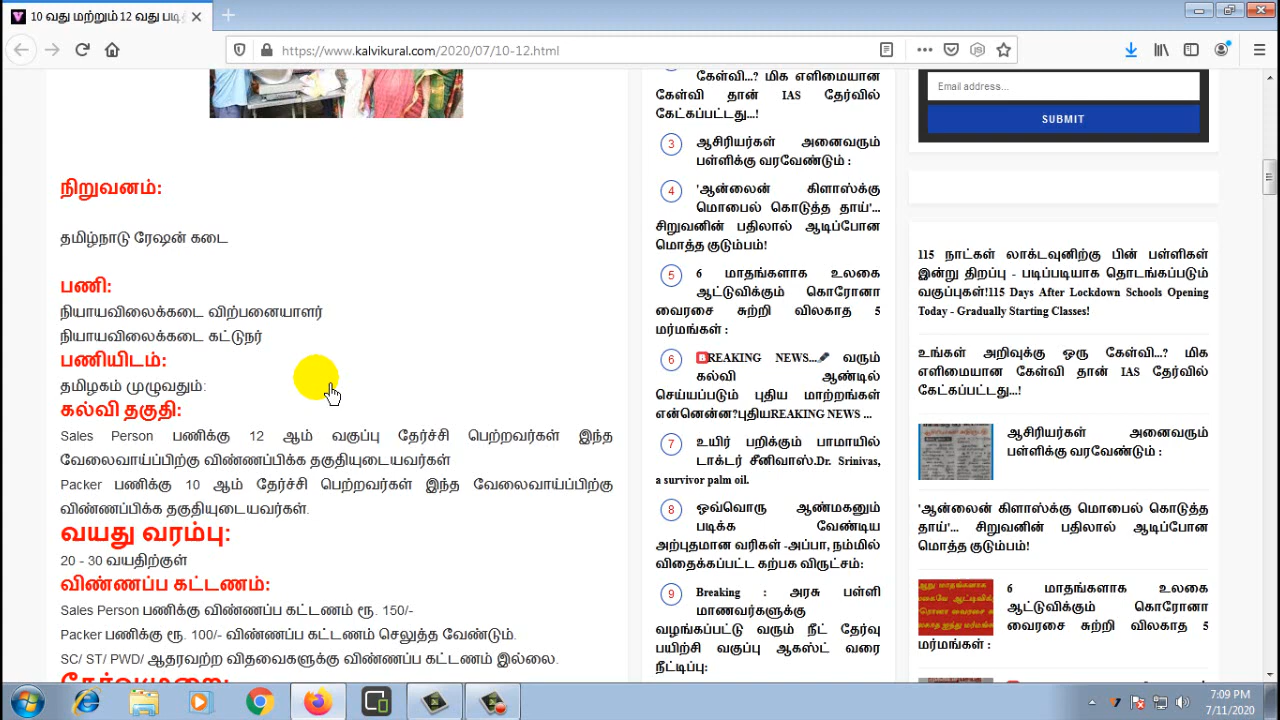 10 வது மற்றும் 12 வது படி
https://www.kalvikural.com/2020/07/10-12.html
நிறுவனம்:
தமிழ்நாடு ரேஷன் கடை
பணி:
நியாயவிலைக்கடை விற்பனையாளர்
நியாயவிலைக்கடை கட்டுநர்
பணியிடம்:
தமிழகம் முழுவதும்:
கல்வி தகுதி:
Sales Person பணிக்கு 12 ஆம் வகுப்பு தேர்ச்சி பெற்றவர்கள் இந்த
வேலைவாய்ப்பிற்கு விண்ணப்பிக்க தகுதியுடையவர்கள்
Packer பணிக்கு 10 ஆம் தேர்ச்சி பெற்றவர்கள் இந்த வேலைவாய்ப்பிற்கு
விண்ணப்பிக்க தகுதியுடையவர்கள்.
வயது வரம்பு:
20 - 30 வயதிற்குள்
விண்ணப்ப கட்டணம்:
Sales Person பணிக்கு விண்ணப்ப கட்டணம் ரூ. 150/-
Packer பணிக்கு ரூ. 100/- விண்ணப்ப கட்டணம் செலுத்த வேண்டும்.
SC/ ST/ PWD/ ஆதரவற்ற விதவைகளுக்கு விண்ணப்ப கட்டணம் இல்லை.
கேள்வி...? மிக எளிமையான
கேள்வி தான் IAS தேர்வில்
கேட்கப்பட்டது...!
3 ஆசிரியர்கள் அனைவரும்
பள்ளிக்கு வரவேண்டும் :
4 'ஆன்லைன் கிளாஸ்க்கு
மொபைல் கொடுத்த தாய்'...
சிறுவனின் பதிலால் ஆடிப்போன
மொத்த குடும்பம்!
5 6 மாதங்களாக உலகை
ஆட்டுவிக்கும் கொரோனா
வைரசை சுற்றி விலகாத 5
மர்மங்கள் :
6 BREAKING NEWS... வரும்
கல்வி ஆண்டில்
செய்யப்படும் புதிய மாற்றங்கள்
என்னென்ன?புதியREAKING NEWS ...
7 உயிர் பறிக்கும் பாமாயில்
டாக்டர் சீனிவாஸ்.Dr. Srinivas,
a survivor palm oil.
8 ஒவ்வொரு ஆண்மகனும்
படிக்க வேண்டிய
அற்புதமான வரிகள் -அப்பா, நம்மில்
விதைக்கப்பட்ட கற்பக விருட்சம்:
9 Breaking : அரசு பள்ளி
மாணவர்களுக்கு
வழங்கப்பட்டு வரும் நீட் தேர்வு
பயிற்சி வகுப்பு ஆகஸ்ட் வரை
நீட்டிப்பு:
Email address...
SUBMIT
115 நாட்கள் லாக்டவுனிற்கு பின் பள்ளிகள்
இன்று திறப்பு - படிப்படியாக தொடங்கப்படும்
வகுப்புகள்!115 Days After Lockdown Schools Opening
Today - Gradually Starting Classes!
உங்கள் அறிவுக்கு ஒரு கேள்வி...? மிக
எளிமையான கேள்வி தான் IAS தேர்வில்
கேட்கப்பட்டது...!
ஆசிரியர்கள் அனைவரும்
பள்ளிக்கு வரவேண்டும் :
'ஆன்லைன் கிளாஸ்க்கு மொபைல் கொடுத்த
தாய்'... சிறுவனின் பதிலால் ஆடிப்போன
மொத்த குடும்பம்!
6 மாதங்களாக உலகை
ஆட்டுவிக்கும் கொரோனா
வைரசை சுற்றி விலகாத 5
மர்மங்கள் :
7:09 PM
7/11/2020